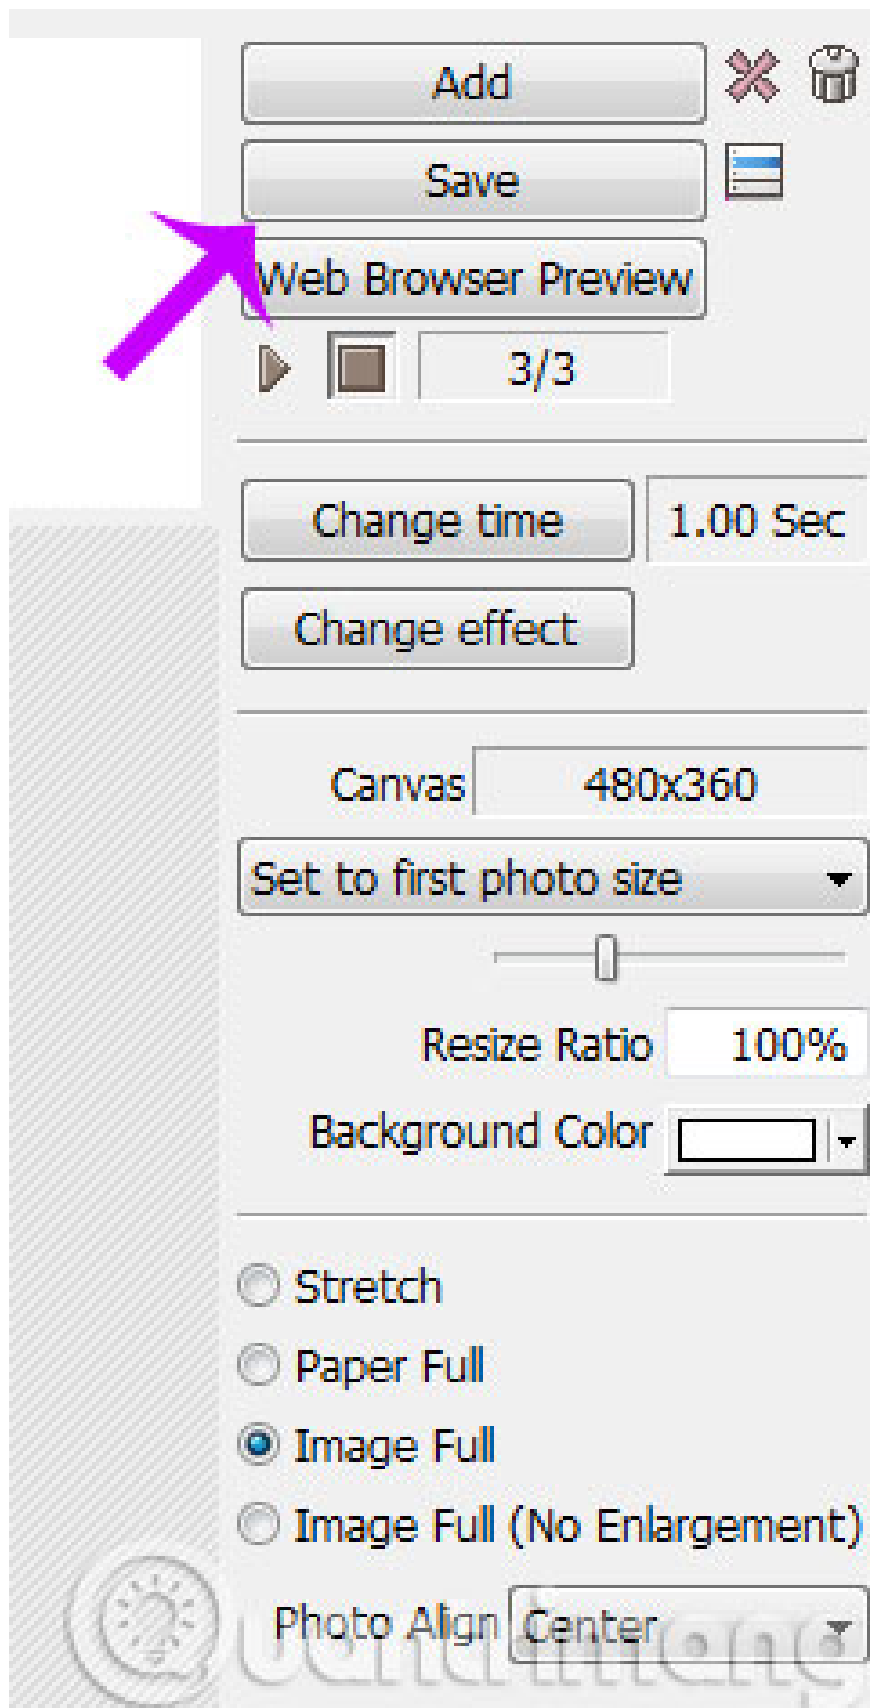 Add
Save
Web Browser Preview
3/3
Change time 1.00 Sec
Change effect
Canvas 480x360
Set to first photo size
Resize Ratio 100%
Background Color
Stretch
Paper Full
Image Full
Image Full (No Enlargement)
Photo Align Center
Quantrimang